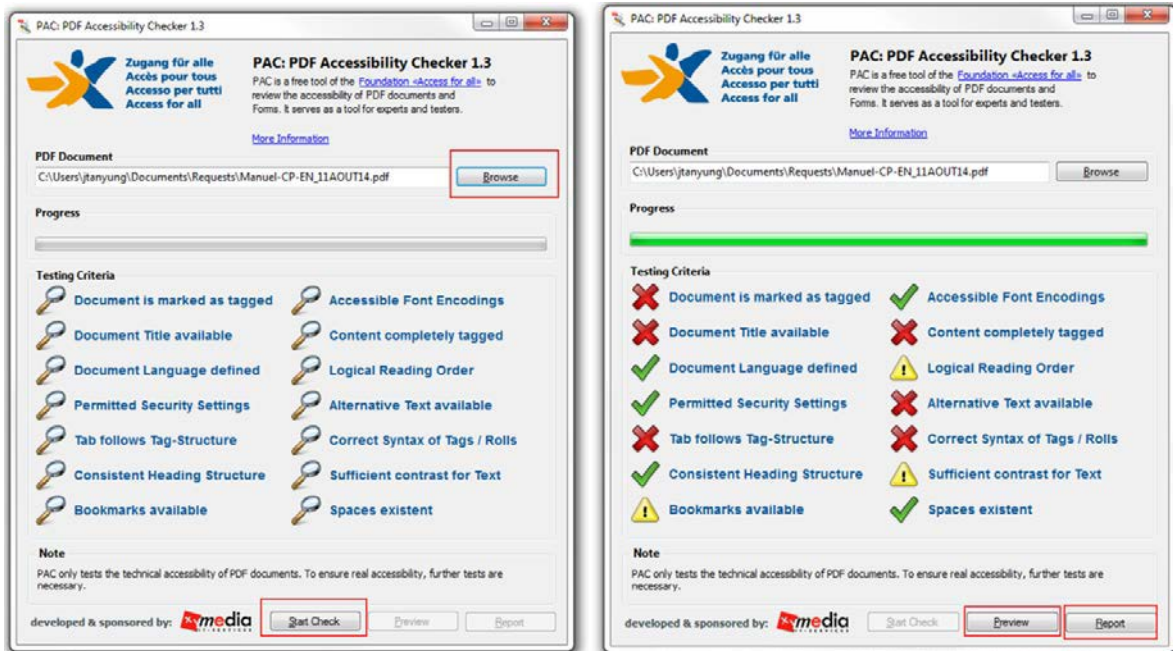 PAC: PDF Accessibility Checker 1.3
Zugang für alle
Accès pour tous
Accesso per tutti
Access for all
PAC: PDF Accessibility Checker 1.3
PAC is a free tool of the Foundation «Access for all» to
review the accessibility of PDF documents and
Forms. It serves as a tool for experts and testers.
More Information
PDF Document
C:\Users\jtanyung\Documents\Requests\Manuel-CP-EN_11AOUT14.pdf Browse
Progress
Testing Criteria
Document is marked as tagged Accessible Font Encodings
Document Title available Content completely tagged
Document Language defined Logical Reading Order
Permitted Security Settings Alternative Text available
Tab follows Tag-Structure Correct Syntax of Tags / Rolls
Consistent Heading Structure Sufficient contrast for Text
Bookmarks available Spaces existent
Note
PAC only tests the technical accessibility of PDF documents. To ensure real accessibility, further tests are
necessary.
developed & sponsored by: xymedia Start Check Preview Report
IT-SERVICES
PAC: PDF Accessibility Checker 1.3
Zugang für alle
Accès pour tous
Accesso per tutti
Access for all
PAC: PDF Accessibility Checker 1.3
PAC is a free tool of the Foundation «Access for all» to
review the accessibility of PDF documents and
Forms. It serves as a tool for experts and testers.
More Information
PDF Document
C:\Users\jtanyung\Documents\Requests\Manuel-CP-EN_11AOUT14.pdf Browse
Progress
Testing Criteria
Document is marked as tagged Accessible Font Encodings
Document Title available Content completely tagged
Document Language defined Logical Reading Order
Permitted Security Settings Alternative Text available
Tab follows Tag-Structure Correct Syntax of Tags / Rolls
Consistent Heading Structure Sufficient contrast for Text
Bookmarks available Spaces existent
Note
PAC only tests the technical accessibility of PDF documents. To ensure real accessibility, further tests are
necessary.
developed & sponsored by: xymedia Start Check Preview Report
IT-SERVICES